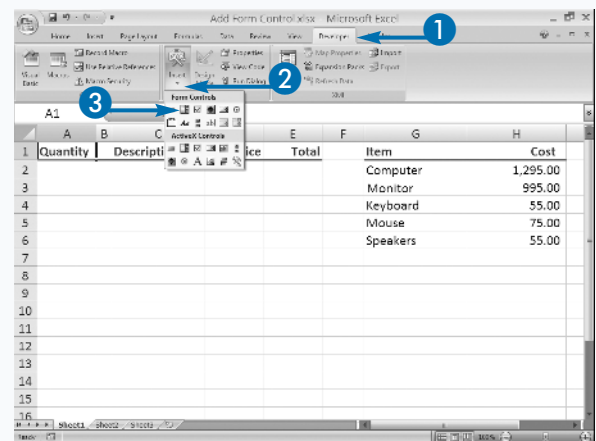 Add Form Control.xlsx - Microsoft Excel
Home Insert Page Layout Formulas Data Review View Developer
1
Visual Basic
Macros
Record Macro
Use Relative References
Macro Security
Insert
Design
Properties
View Code
Run Dialog
Map Properties
Expansion Packs
Refresh Data
Import
Export
XML
2
3
Form Controls
ActiveX Controls
A1
A B C E F G H
1 Quantity Descripti ice Total Item Cost
2 Computer 1,295.00
3 Monitor 995.00
4 Keyboard 55.00
5 Mouse 75.00
6 Speakers 55.00
7
8
9
10
11
12
13
14
15
16
Sheet1 Sheet2 Sheet3
Ready 100%